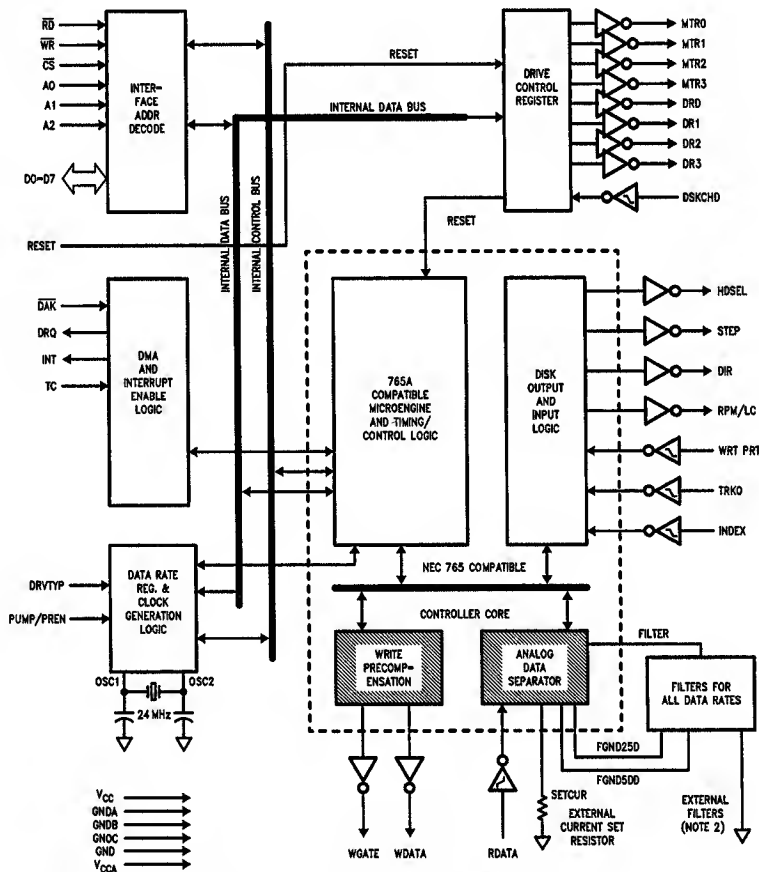 RD
WR
CS
A0
A1
A2
D0-D7
INTER-
FACE
ADDR
DECODE
RESET
INTERNAL DATA BUS
DRIVE
CONTROL
REGISTER
MTR0
MTR1
MTR2
MTR3
DRD
DR1
DR2
DR3
DSKCHD
RESET
RESET
INTERNAL DATA BUS
INTERNAL CONTROL BUS
DAK
DRQ
INT
TC
DMA
AND
INTERRUPT
ENABLE
LOGIC
765A
COMPATIBLE
MICROENGINE
AND TIMING/
CONTROL LOGIC
DISK
OUTPUT
AND
INPUT
LOGIC
HDSEL
STEP
DIR
RPM/LC
WRT PRT
TRKO
INDEX
NEC 765 COMPATIBLE
CONTROLLER CORE
DRVTYP
PUMP/PREN
DATA RATE
REG. &
CLOCK
GENERATION
LOGIC
OSC1
OSC2
24 MHz
WRITE
PRECOMP-
ENSATION
ANALOG
DATA
SEPARATOR
FILTER
FILTERS FOR
ALL DATA RATES
FGND25D
FGND5DD
SETCUR
EXTERNAL
CURRENT SET
RESISTOR
EXTERNAL
FILTERS
(NOTE 2)
WGATE
WDATA
RDATA
VCC
GNDA
GNDB
GNOC
GND
VCCA